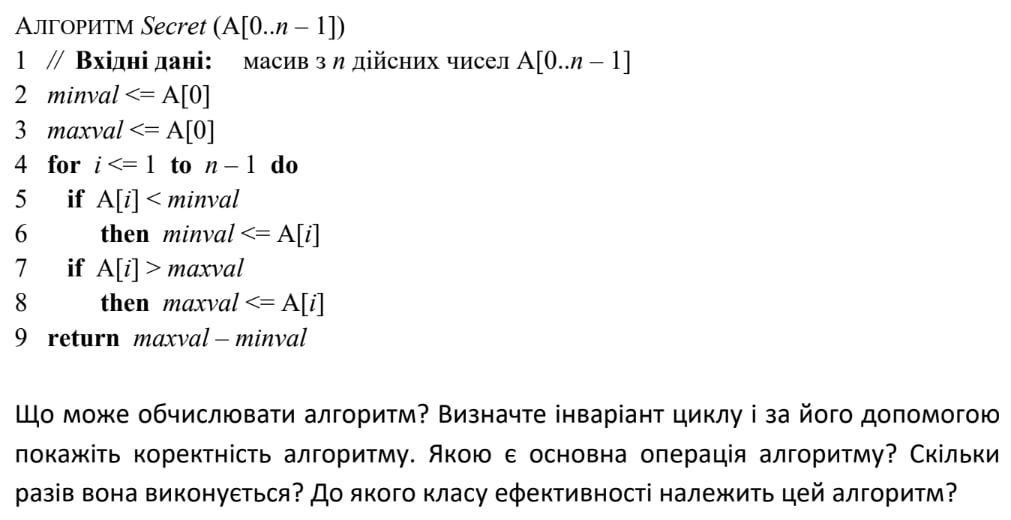 АЛГОРИТМ Secret (A[0..n – 1])
1 // Вхідні дані: масив з n дійсних чисел A[0..n – 1]
2 minval <= A[0]
3 maxval <= A[0]
4 for i <= 1 to n – 1 do
5 if A[i] < minval
6 then minval <= A[i]
7 if A[i] > maxval
8 then maxval <= A[i]
9 return maxval – minval
Що може обчислювати алгоритм? Визначте інваріант циклу і за його допомогою
покажіть коректність алгоритму. Якою є основна операція алгоритму? Скільки
разів вона виконується? До якого класу ефективності належить цей алгоритм?